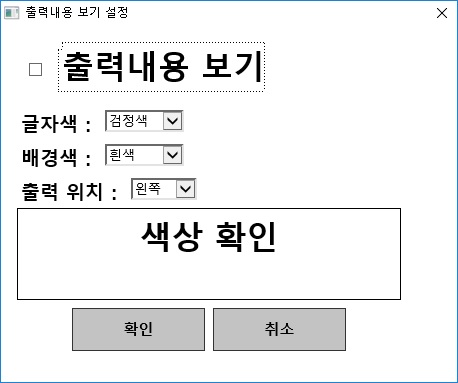 출력내용 보기 설정
출력내용 보기
글자색 : 검정색
배경색 : 흰색
출력 위치 : 왼쪽
색상 확인
확인 취소